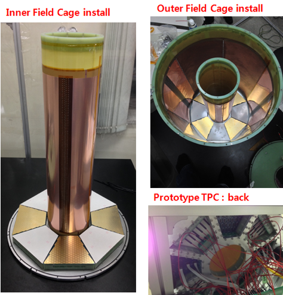 Inner Field Cage install
Outer Field Cage install
Prototype TPC : back